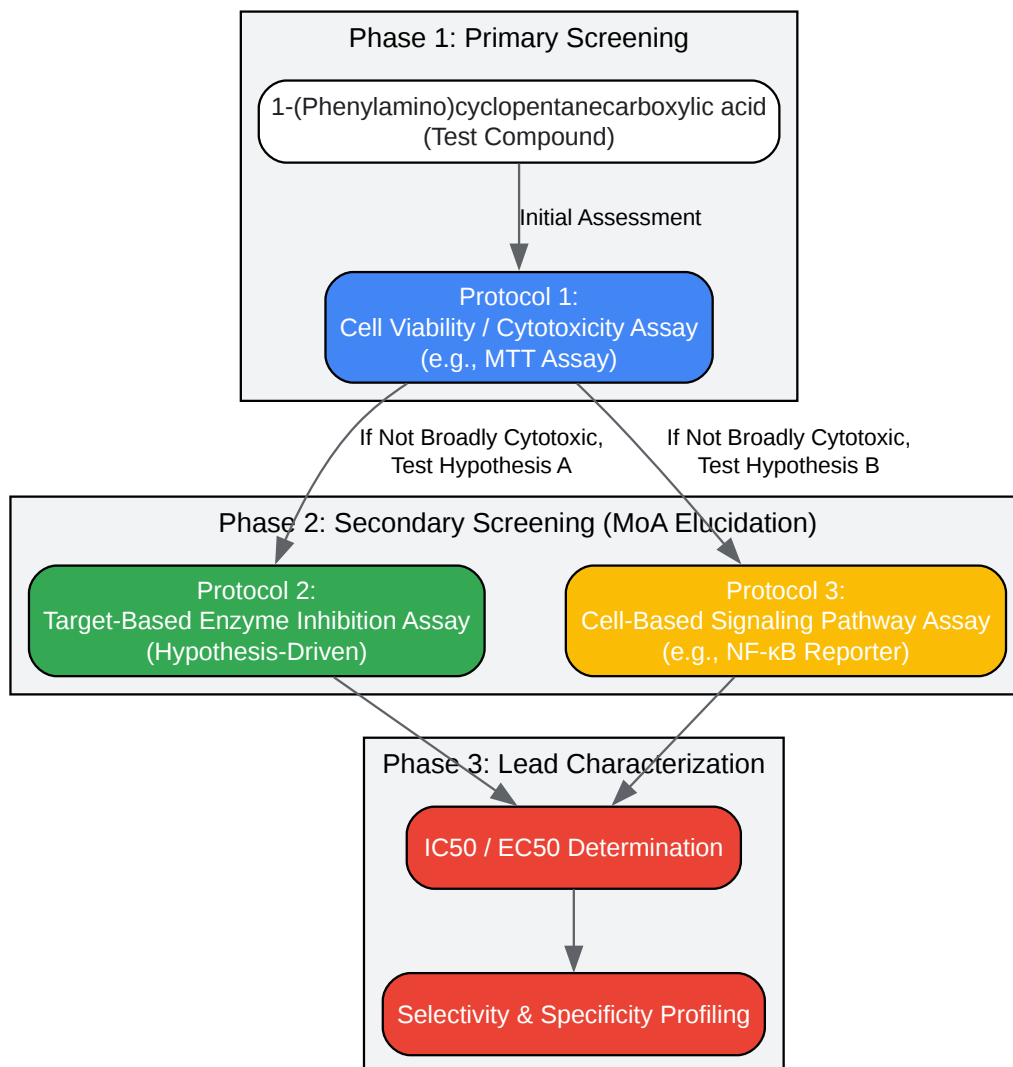 Phase 1: Primary Screening
1-(Phenylamino)cyclopentanecarboxylic acid
(Test Compound)
Initial Assessment
Protocol 1:
Cell Viability / Cytotoxicity Assay
(e.g., MTT Assay)
If Not Broadly Cytotoxic,
Test Hypothesis A
If Not Broadly Cytotoxic,
Test Hypothesis B
Phase 2: Secondary Screening (MoA Elucidation)
Protocol 2:
Target-Based Enzyme Inhibition Assay
(Hypothesis-Driven)
Protocol 3:
Cell-Based Signaling Pathway Assay
(e.g., NF-κB Reporter)
Phase 3: Lead Characterization
IC50 / EC50 Determination
Selectivity & Specificity Profiling